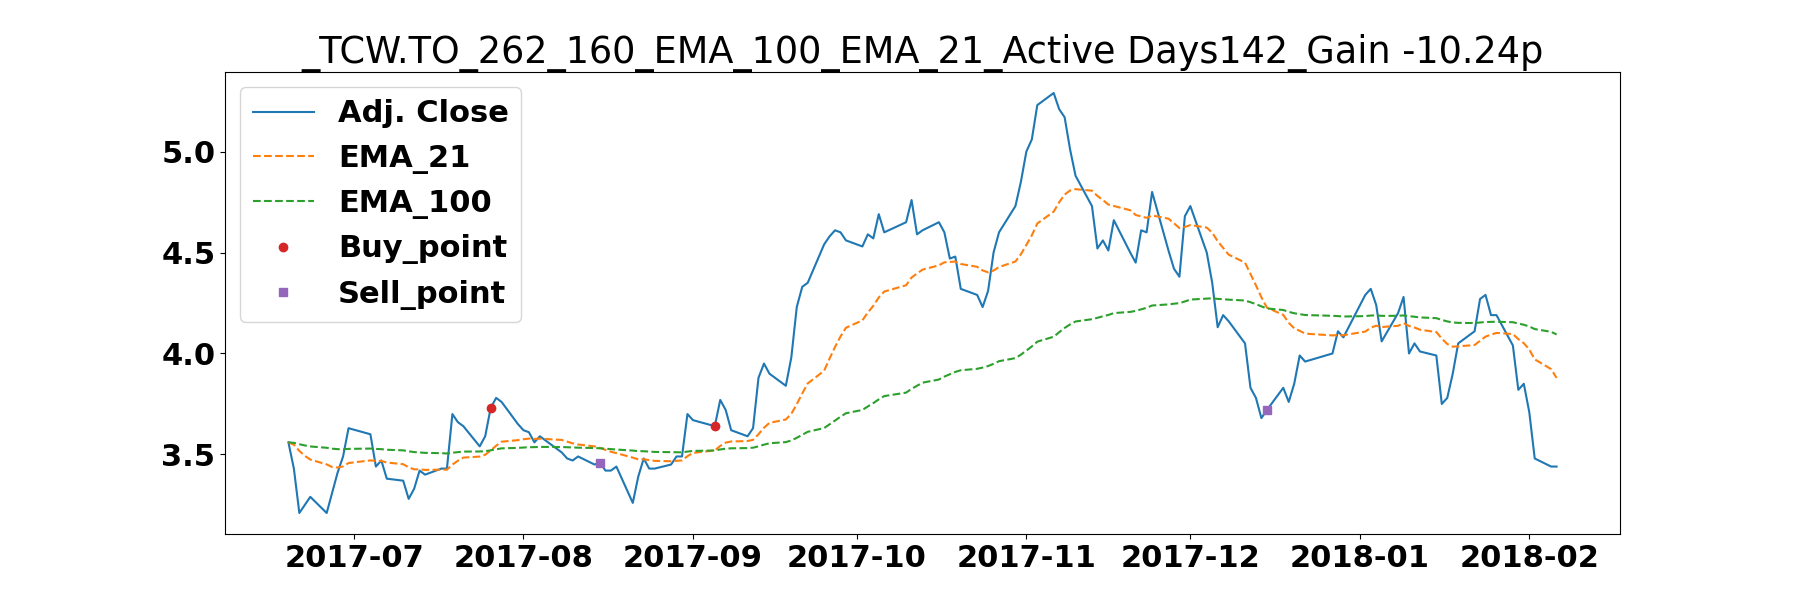 _TCW.TO_262_160_EMA_100_EMA_21_Active Days142_Gain -10.24p
Adj. Close
EMA_21
EMA_100
Buy_point
Sell_point
5.0
4.5
4.0
3.5
2017-07 2017-08 2017-09 2017-10 2017-11 2017-12 2018-01 2018-02